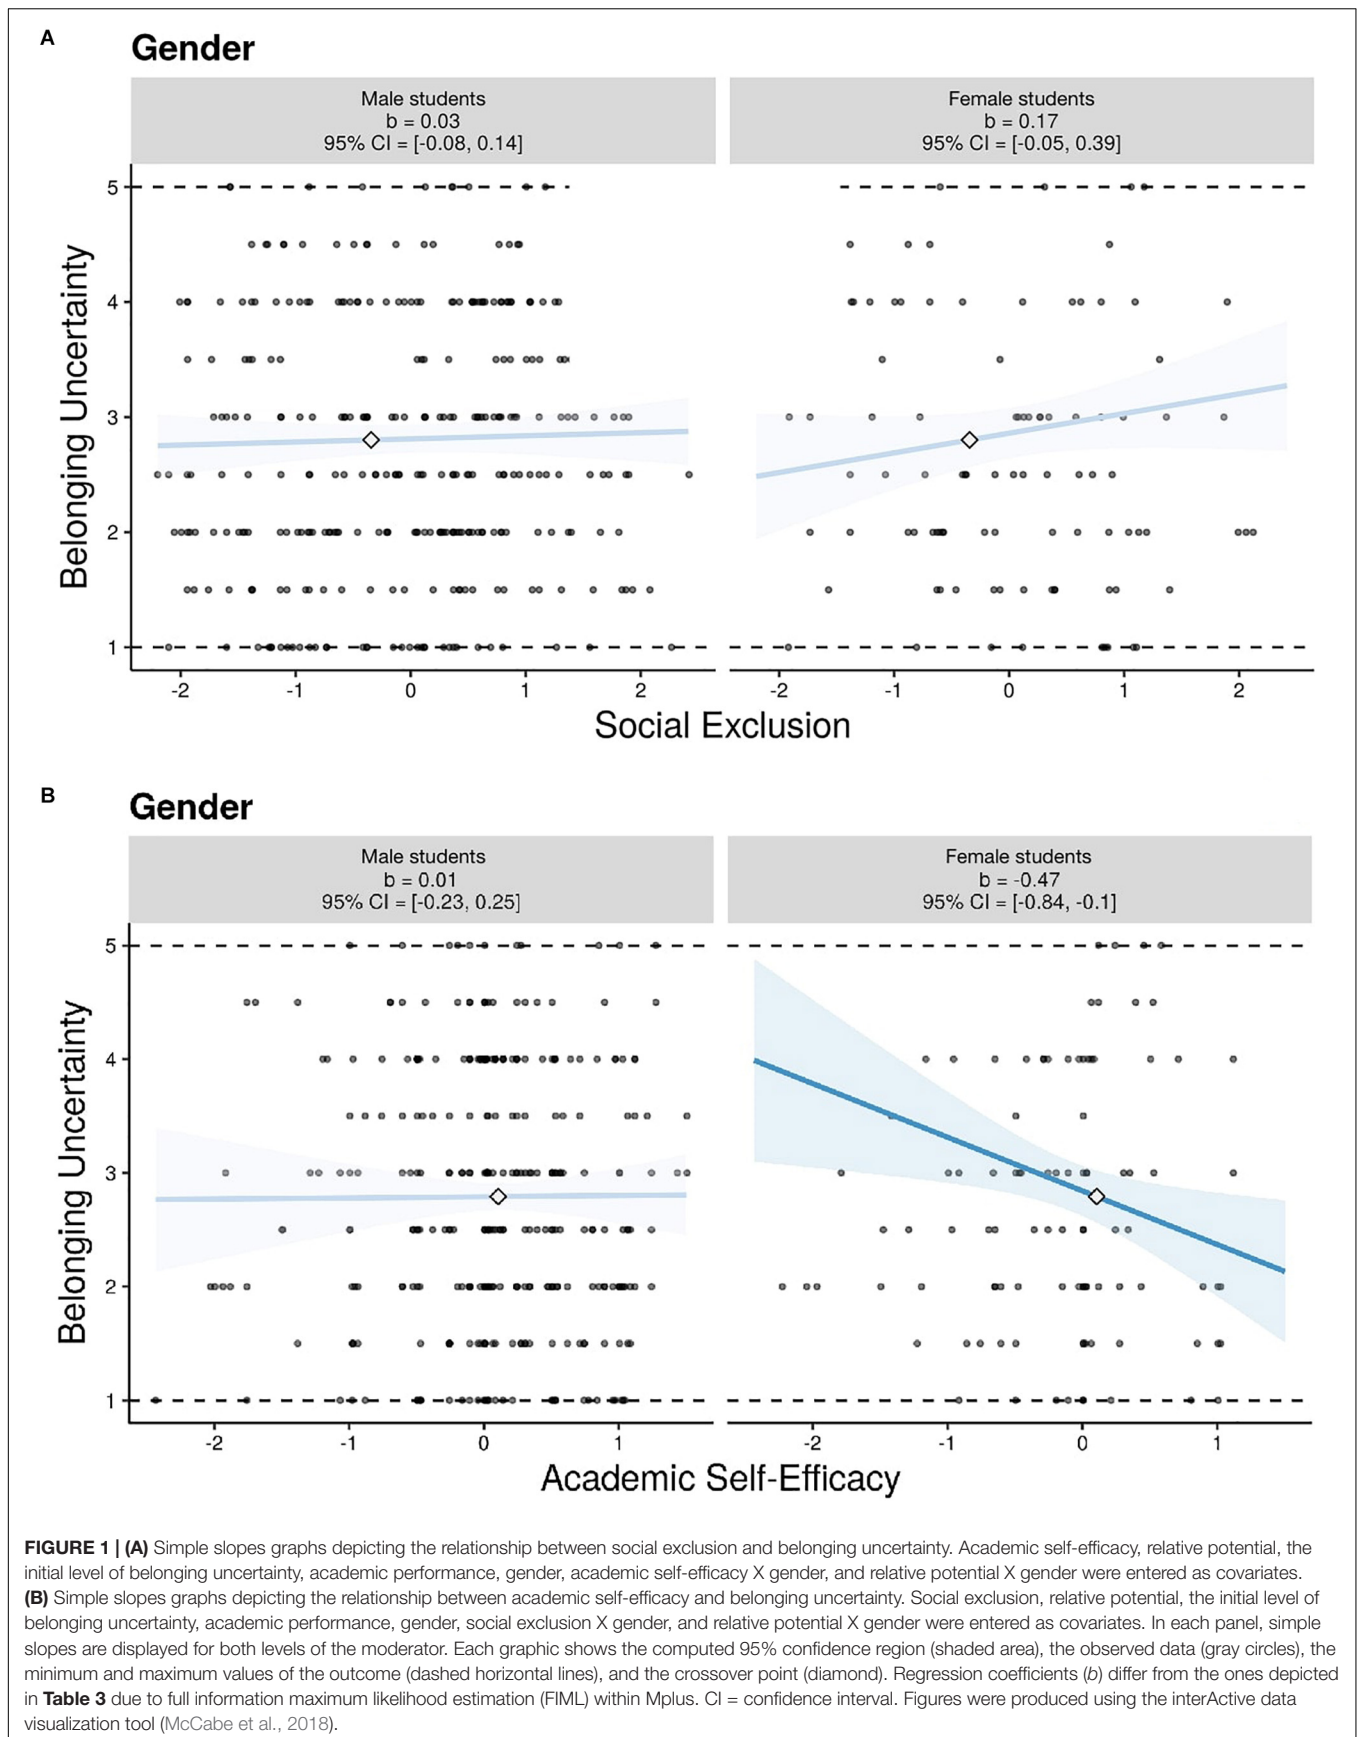 A
Gender
Male students
b = 0.03
95% CI = [-0.08, 0.14]
Female students
b = 0.17
95% CI = [-0.05, 0.39]
Belonging Uncertainty
5
4
3
2
1
-2 -1 0 1 2
-2 -1 0 1 2
Social Exclusion
B
Gender
Male students
b = 0.01
95% CI = [-0.23, 0.25]
Female students
b = -0.47
95% CI = [-0.84, -0.1]
Belonging Uncertainty
5
4
3
2
1
-2 -1 0 1
-2 -1 0 1
Academic Self-Efficacy
FIGURE 1 | (A) Simple slopes graphs depicting the relationship between social exclusion and belonging uncertainty. Academic self-efficacy, relative potential, the
initial level of belonging uncertainty, academic performance, gender, academic self-efficacy X gender, and relative potential X gender were entered as covariates.
(B) Simple slopes graphs depicting the relationship between academic self-efficacy and belonging uncertainty. Social exclusion, relative potential, the initial level of
belonging uncertainty, academic performance, gender, social exclusion X gender, and relative potential X gender were entered as covariates. In each panel, simple
slopes are displayed for both levels of the moderator. Each graphic shows the computed 95% confidence region (shaded area), the observed data (gray circles), the
minimum and maximum values of the outcome (dashed horizontal lines), and the crossover point (diamond). Regression coefficients (b) differ from the ones depicted
in Table 3 due to full information maximum likelihood estimation (FIML) within Mplus. CI = confidence interval. Figures were produced using the interActive data
visualization tool (McCabe et al., 2018).